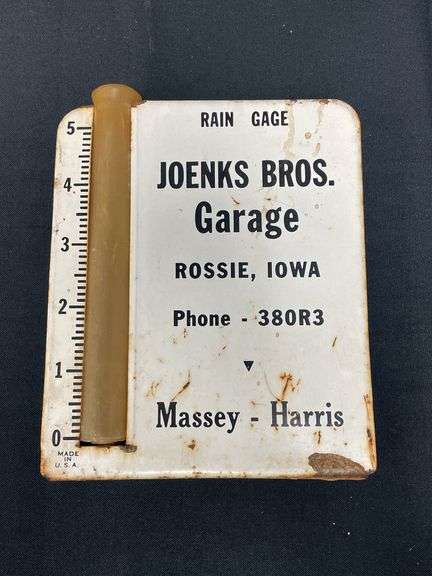 RAIN GAGE
JOENKS BROS.
Garage
ROSSIE, IOWA
Phone - 380R3
Massey - Harris
5
4
3
2
1
0
MADE
IN
U.S.A.